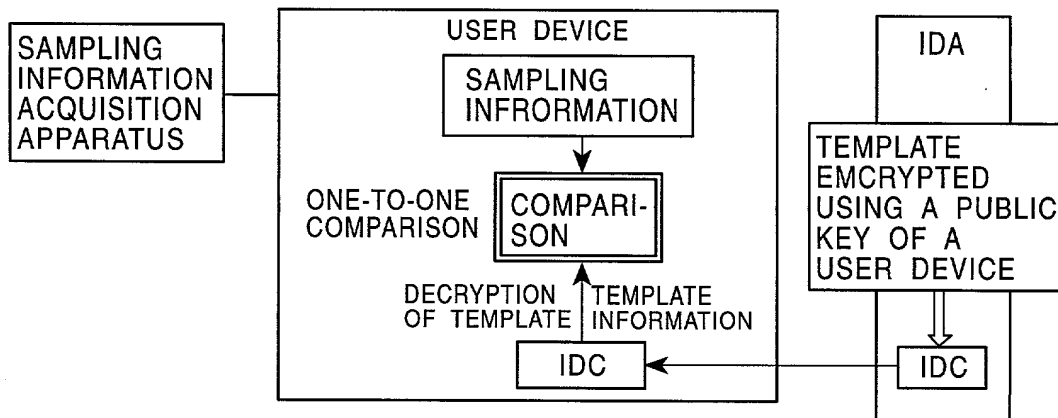 SAMPLING
INFORMATION
ACQUISITION
APPARATUS
USER DEVICE
SAMPLING
INFRORMATION
ONE-TO-ONE
COMPARISON
COMPARI-
SON
DECRYPTION
OF TEMPLATE
TEMPLATE
INFORMATION
IDC
IDA
TEMPLATE
EMCRYPTED
USING A PUBLIC
KEY OF A
USER DEVICE
IDC